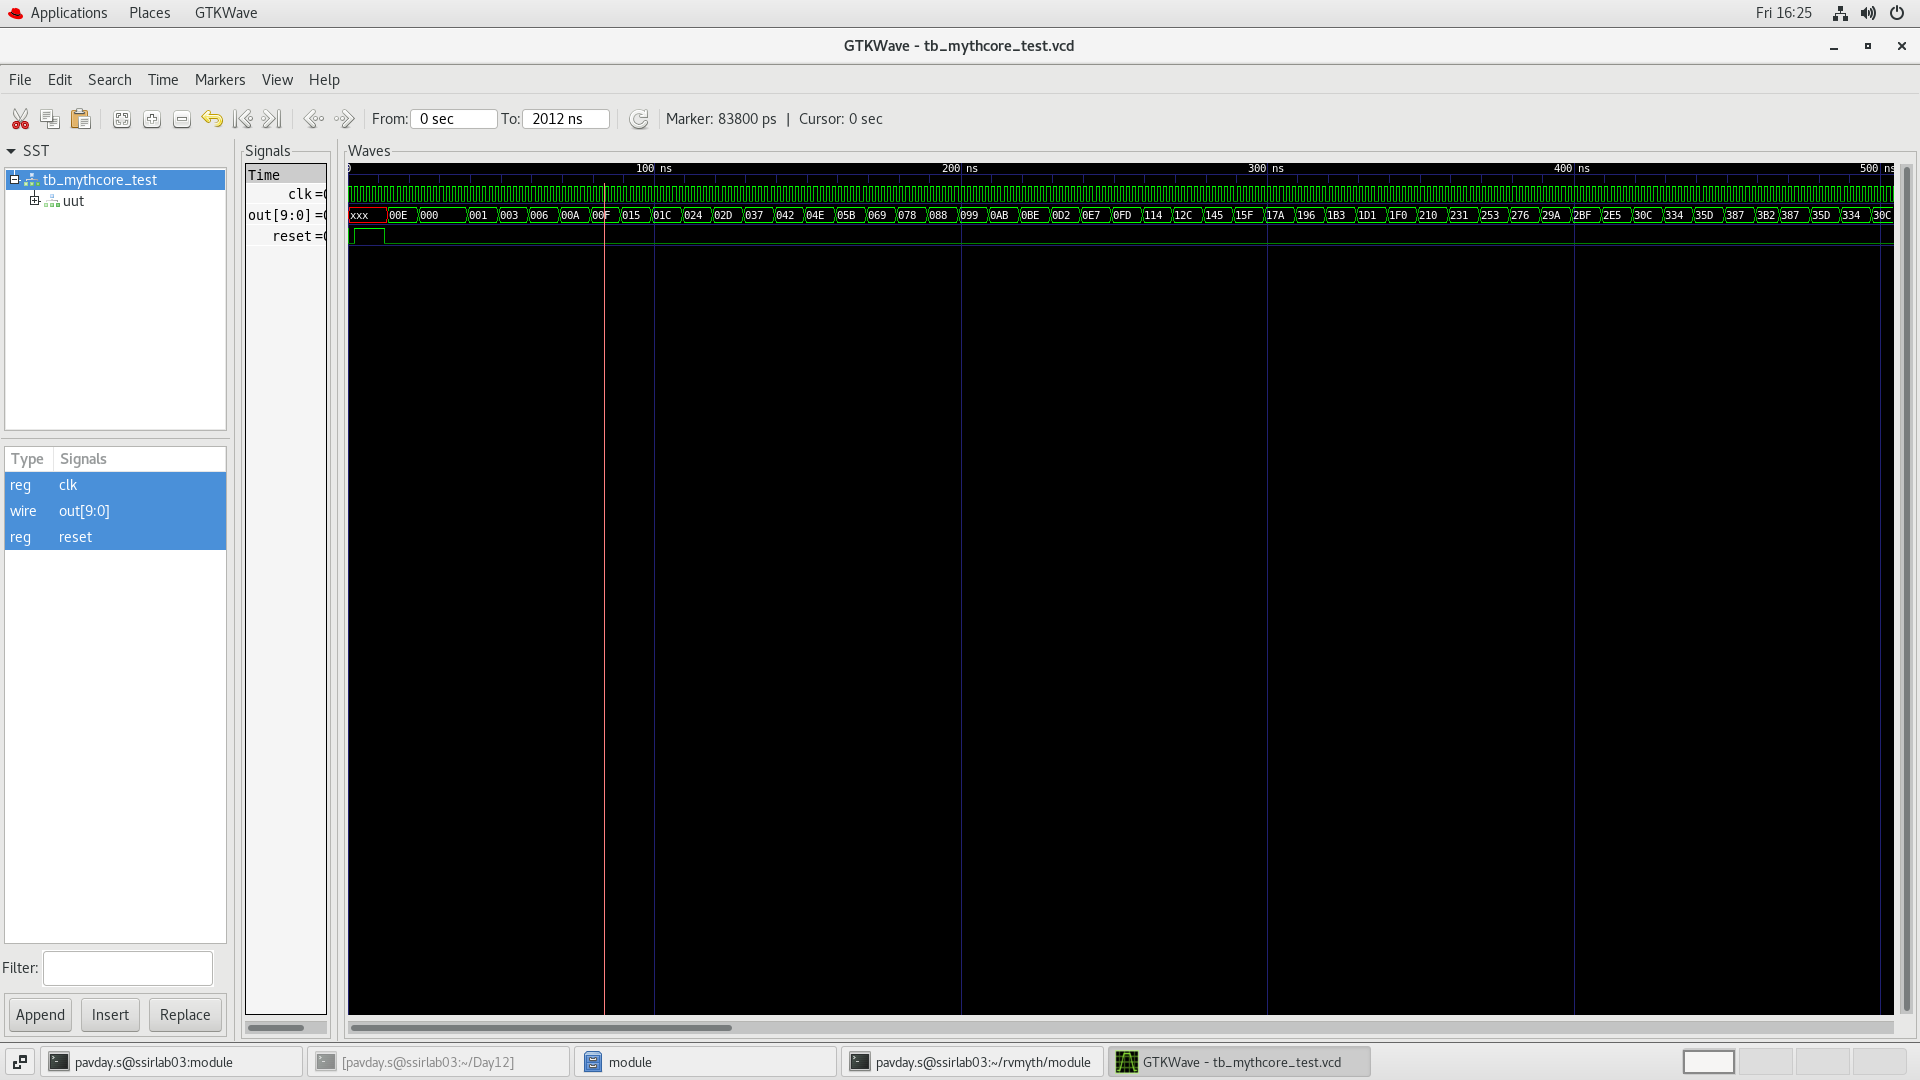 Applications Places GTKWave Fri 16:25
GTKWave - tb_mythcore_test.vcd
File Edit Search Time Markers View Help
From: 0 sec To: 2012 ns Marker: 83800 ps | Cursor: 0 sec
SST
tb_mythcore_test
uut
Type Signals
reg clk
wire out[9:0]
reg reset
Filter:
Append Insert Replace
Signals
Time
clk =0
out[9:0] =0
reset =0
Waves
0 100 ns 200 ns 300 ns 400 ns 500 ns
xxx 00E 000 001 003 006 00A 00F 015 01C 024 02D 037 042 04E 05B 069 078 088 099 0AB 0BE 0D2 0E7 0FD 114 12C 145 15F 17A 196 1B3 1D1 1F0 210 231 253 276 29A 2BF 2E5 30C 334 35D 387 3B2 387 35D 334 30C
pavday.s@ssirlab03:module [pavday.s@ssirlab03:~/Day12] module pavday.s@ssirlab03:~/rvmyth/module GTKWave - tb_mythcore_test.vcd